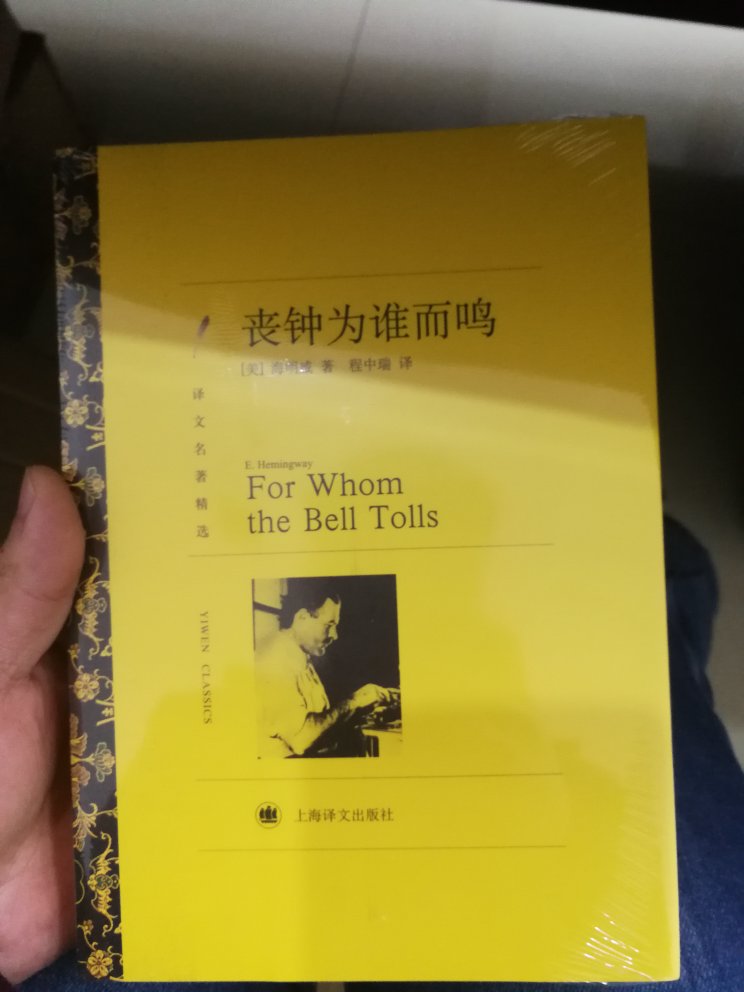 丧钟为谁而鸣
[美] 海明威 著 程中瑞 译
译文名著精选
YIWEN CLASSICS
E. Hemingway
For Whom
the Bell Tolls
上海译文出版社